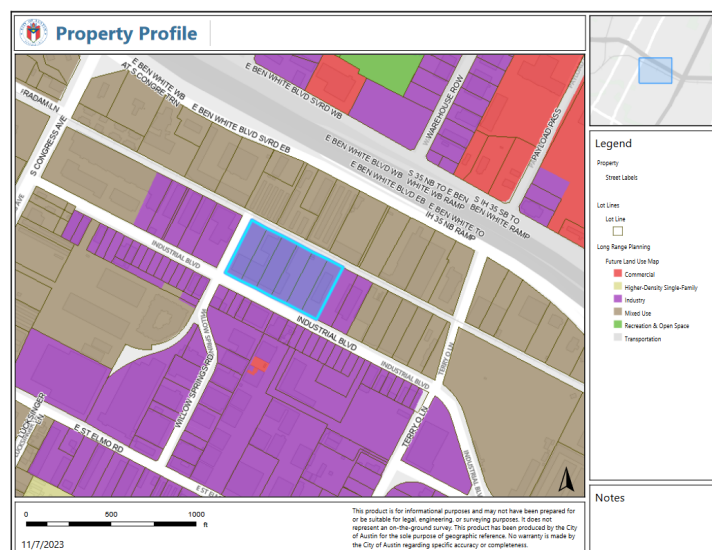 Property Profile
E BEN WHITE WB
AT S CONGRE TRN
E BEN WHITE BLVD SVRD WB
E BEN WHITE BLVD SVRD EB
WAREHOUSE ROW
PAYLOAD PASS
RADAM LN
S CONGRESS AVE
E BEN WHITE BLVD WB
E BEN WHITE BLVD EB
S 35 NB TO E BEN
WHITE WB RAMP
S IH 35 SB TO
BEN WHITE RAMP
E BEN WHITE TO
IH 35 NB RAMP
AVE
INDUSTRIAL BLVD
INDUSTRIAL BLVD
INDUSTRIAL BLVD
WILLOW SPRINGS RD
TERRY O LN
TERRY O LN
LUCKSINGER
LN
E ST ELMO RD
0 500 1000
ft
11/7/2023
This product is for informational purposes and may not have been prepared for
or be suitable for legal, engineering, or surveying purposes. It does not
represent an on-the-ground survey. This product has been produced by the City
of Austin for the sole purpose of geographic reference. No warranty is made by
the City of Austin regarding specific accuracy or completeness.
Legend
Property
Street Labels
Lot Lines
Lot Line
Long Range Planning
Future Land Use Map
Commercial
Higher-Density Single-Family
Industry
Mixed Use
Recreation & Open Space
Transportation
Notes